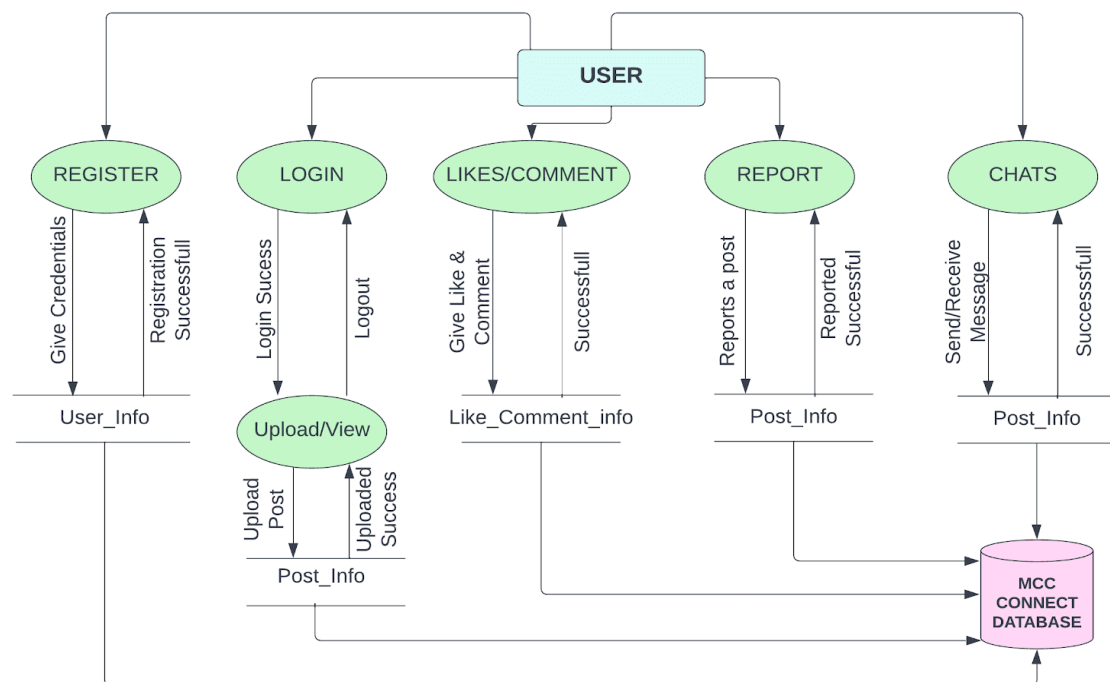 USER
REGISTER
LOGIN
LIKES/COMMENT
REPORT
CHATS
Give Credentials
Registration
Successfull
Login Sucess
Logout
Give Like &
Comment
Successfull
Reports a post
Reported
Successful
Send/Receive
Message
Successsfull
User_Info
Upload/View
Like_Comment_info
Post_Info
Post_Info
Upload
Post
Uploaded
Success
Post_Info
MCC
CONNECT
DATABASE